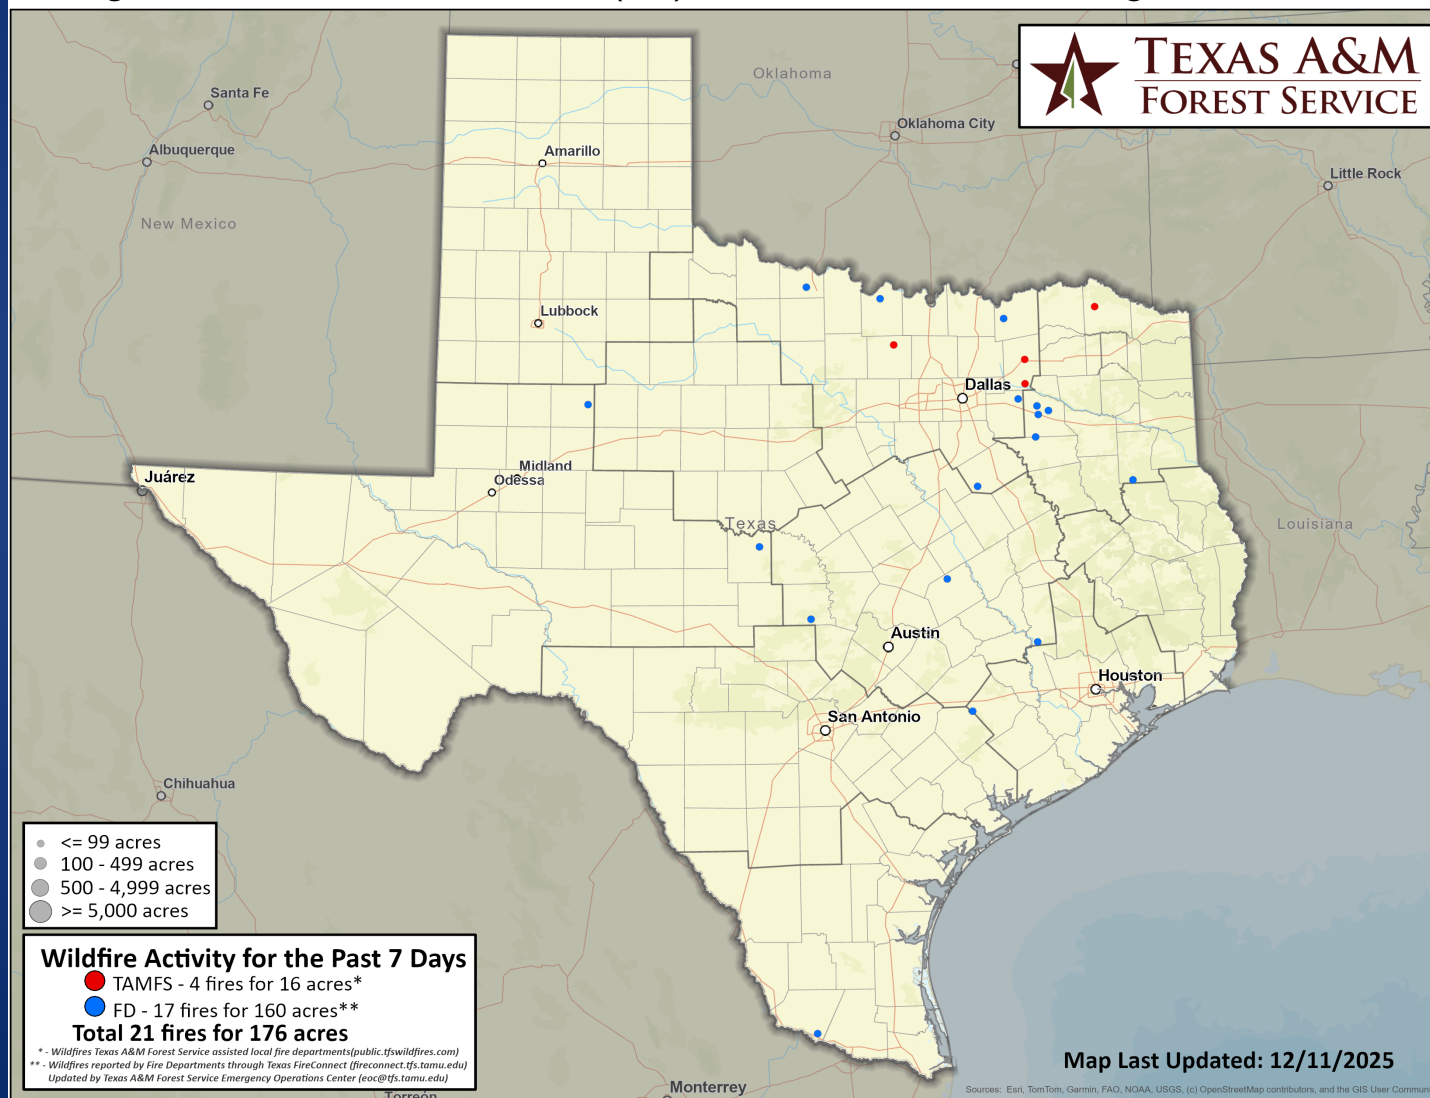 TEXAS A&M
FOREST SERVICE
Oklahoma
Santa Fe
Oklahoma City
Albuquerque
Amarillo
Little Rock
New Mexico
Lubbock
Dallas
Midland
Odessa
Juárez
Texas
Louisiana
Austin
Houston
San Antonio
Chihuahua
<= 99 acres
100 - 499 acres
500 - 4,999 acres
>= 5,000 acres
Wildfire Activity for the Past 7 Days
TAMFS - 4 fires for 16 acres*
FD - 17 fires for 160 acres**
Total 21 fires for 176 acres
* - Wildfires Texas A&M Forest Service assisted local fire departments(public.tfswildfires.com)
** - Wildfires reported by Fire Departments through Texas FireConnect (fireconnect.tfs.tamu.edu)
Updated by Texas A&M Forest Service Emergency Operations Center (eoc@tfs.tamu.edu)
Map Last Updated: 12/11/2025
Monterrey
Torreón
Sources: Esri, TomTom, Garmin, FAO, NOAA, USGS, (c) OpenStreetMap contributors, and the GIS User